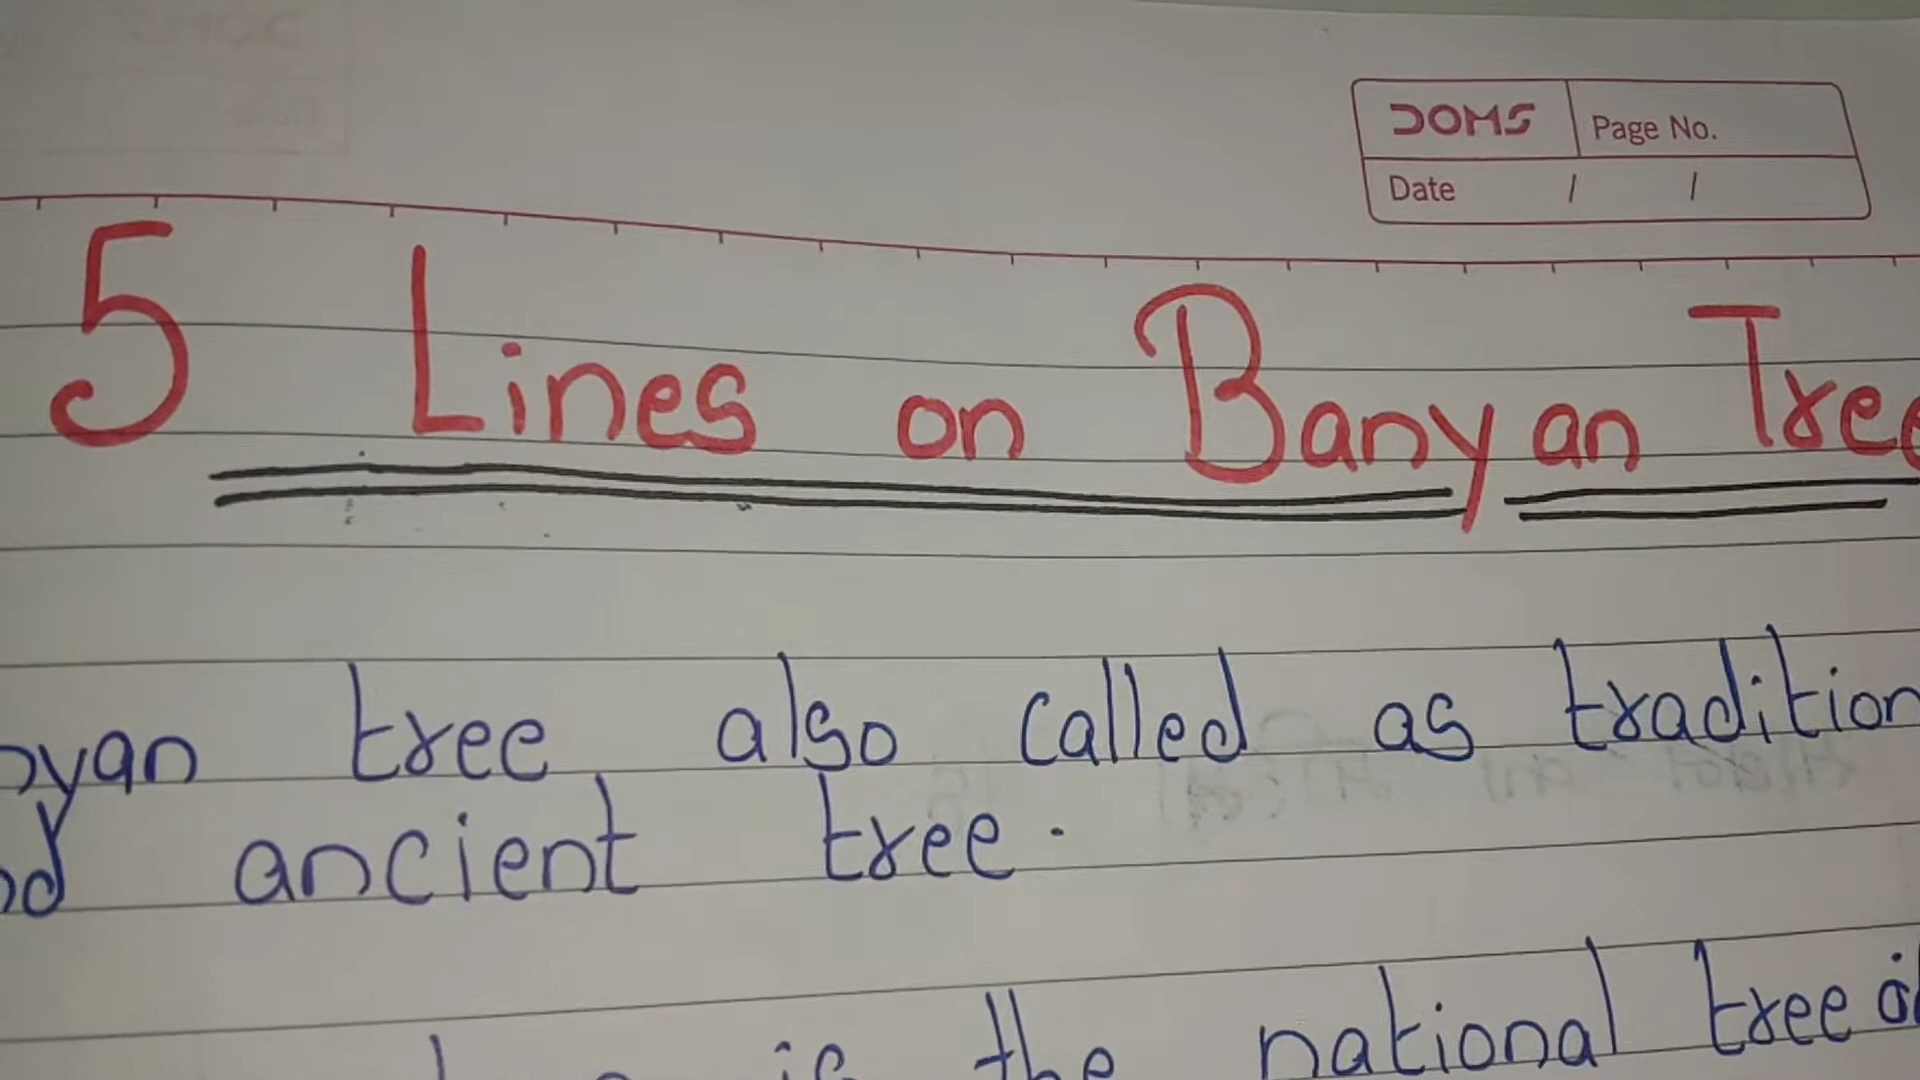 DOMS Page No.
Date / /
5 Lines on Banyan Tree
yan tree also called as tradition
ancient tree.
is the national tree